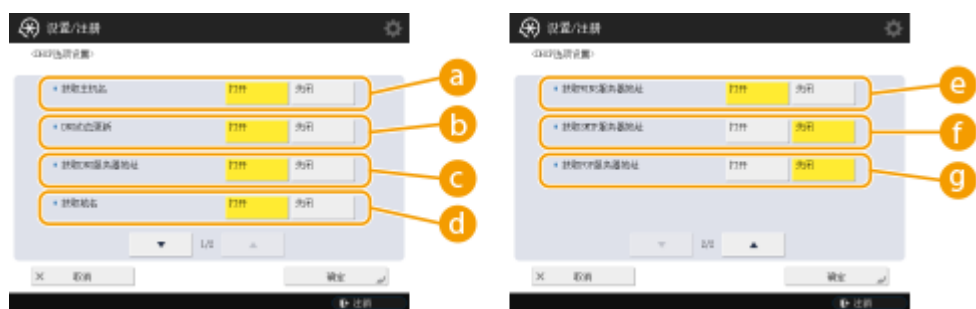 设置/注册
<DHCP选项设置>
获取主机名 打开 关闭 a
DNS动态更新 打开 关闭 b
获取DNS服务器地址 打开 关闭 c
获取域名 打开 关闭 d
1/2
取消 确定
注销
设置/注册
<DHCP选项设置>
获取WINS服务器地址 打开 关闭 e
获取SMTP服务器地址 打开 关闭 f
获取POP服务器地址 打开 关闭 g
2/2
取消 确定
注销